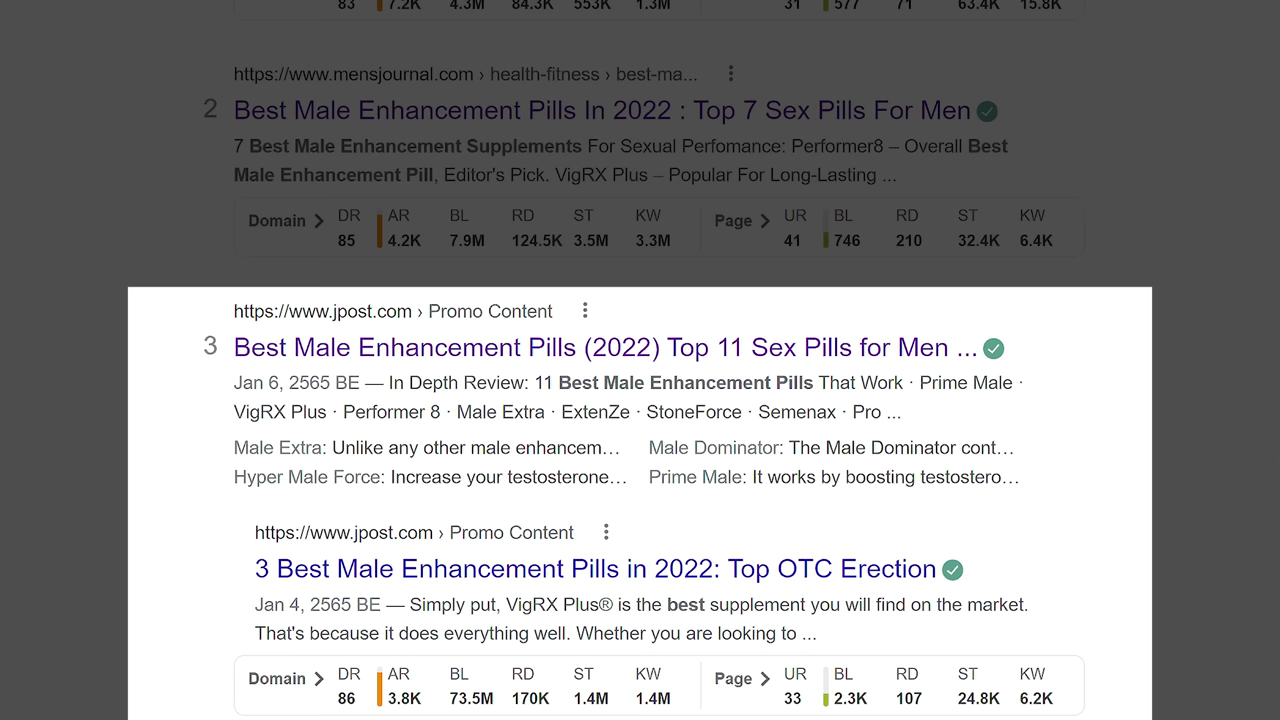 83 7.2K 4.3M 84.3K 553K 1.3M 31 577 71 63.4K 15.8K
https://www.mensjournal.com › health-fitness › best-ma...
2 Best Male Enhancement Pills In 2022 : Top 7 Sex Pills For Men
7 Best Male Enhancement Supplements For Sexual Perfomance: Performer8 – Overall Best
Male Enhancement Pill, Editor's Pick. VigRX Plus – Popular For Long-Lasting ...
Domain DR AR BL RD ST KW Page UR BL RD ST KW
85 4.2K 7.9M 124.5K 3.5M 3.3M 41 746 210 32.4K 6.4K
https://www.jpost.com › Promo Content
3 Best Male Enhancement Pills (2022) Top 11 Sex Pills for Men ...
Jan 6, 2565 BE — In Depth Review: 11 Best Male Enhancement Pills That Work · Prime Male ·
VigRX Plus · Performer 8 · Male Extra · ExtenZe · StoneForce · Semenax · Pro ...
Male Extra: Unlike any other male enhancem... Male Dominator: The Male Dominator cont...
Hyper Male Force: Increase your testosterone... Prime Male: It works by boosting testostero...
https://www.jpost.com › Promo Content
3 Best Male Enhancement Pills in 2022: Top OTC Erection
Jan 4, 2565 BE — Simply put, VigRX Plus® is the best supplement you will find on the market.
That's because it does everything well. Whether you are looking to ...
Domain DR AR BL RD ST KW Page UR BL RD ST KW
86 3.8K 73.5M 170K 1.4M 1.4M 33 2.3K 107 24.8K 6.2K